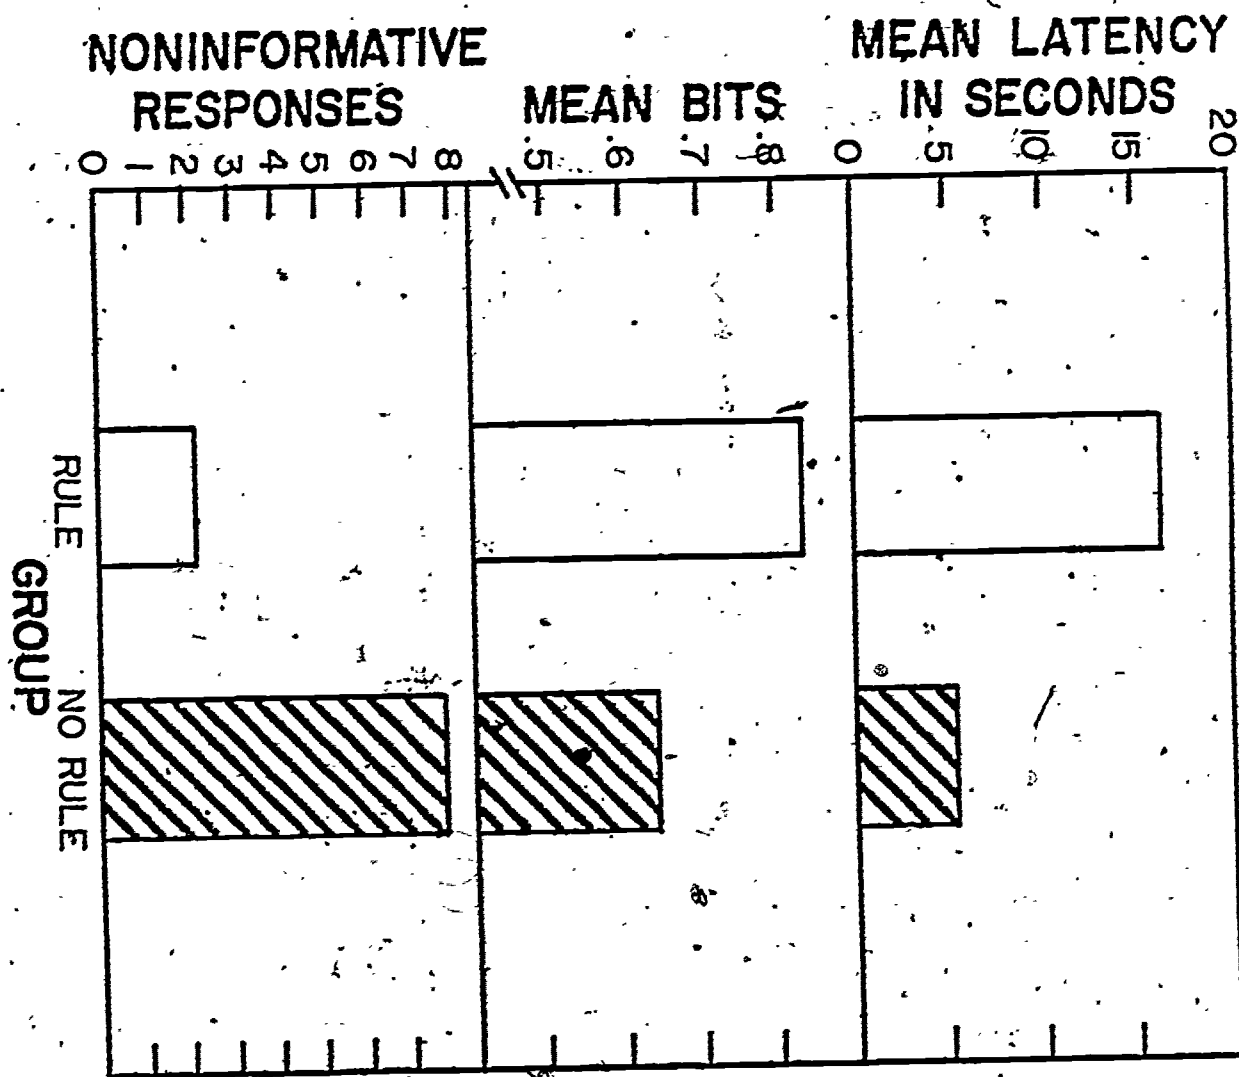 NONINFORMATIVE
RESPONSES
MEAN BITS
MEAN LATENCY
IN SECONDS
0 1 2 3 4 5 6 7 8
.5 .6 .7 .8
0 5 10 15 20
RULE
NO RULE
GROUP